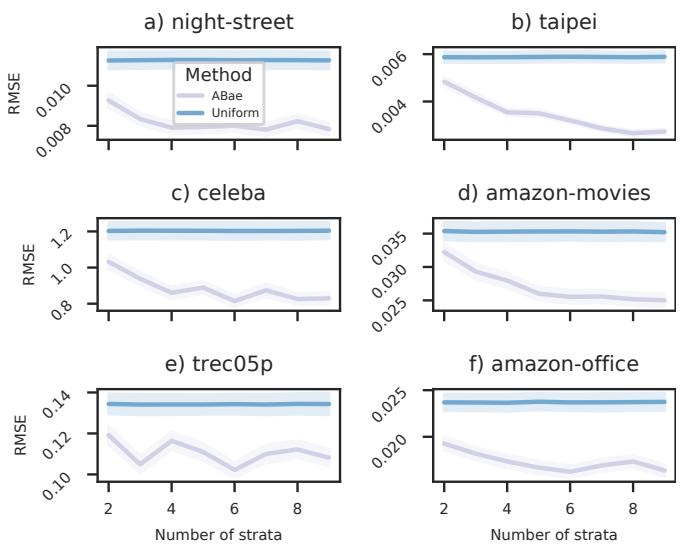 a) night-street
b) taipei
RMSE
0.010
0.008
Method
ABae
Uniform
0.006
0.004
c) celeba
d) amazon-movies
RMSE
1.2
1.0
0.8
0.035
0.030
0.025
e) trec05p
f) amazon-office
RMSE
0.14
0.12
0.10
0.025
0.020
2 4 6 8
2 4 6 8
Number of strata
Number of strata